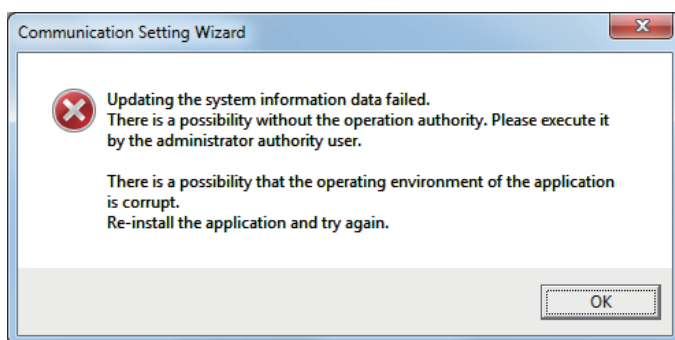 Communication Setting Wizard
Updating the system information data failed.
There is a possibility without the operation authority. Please execute it
by the administrator authority user.
There is a possibility that the operating environment of the application
is corrupt.
Re-install the application and try again.
OK